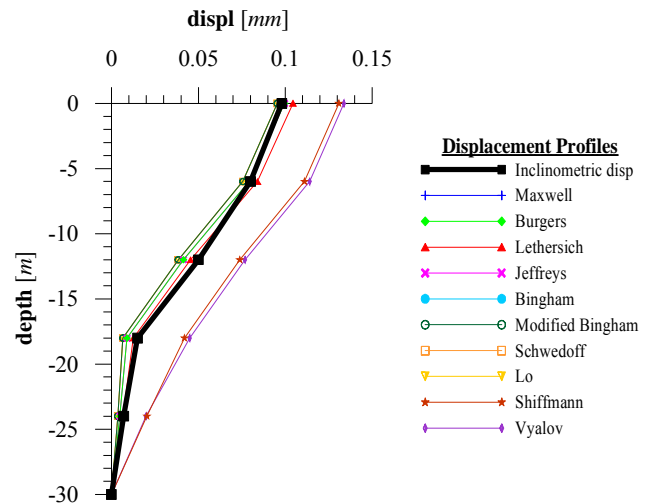 displ [mm]
0 0.05 0.1 0.15
0
-5
-10
-15
-20
-25
-30
depth [m]
Displacement Profiles
Inclinometric disp
Maxwell
Burgers
Lethersich
Jeffreys
Bingham
Modified Bingham
Schwedoff
Lo
Shiffmann
Vyalov